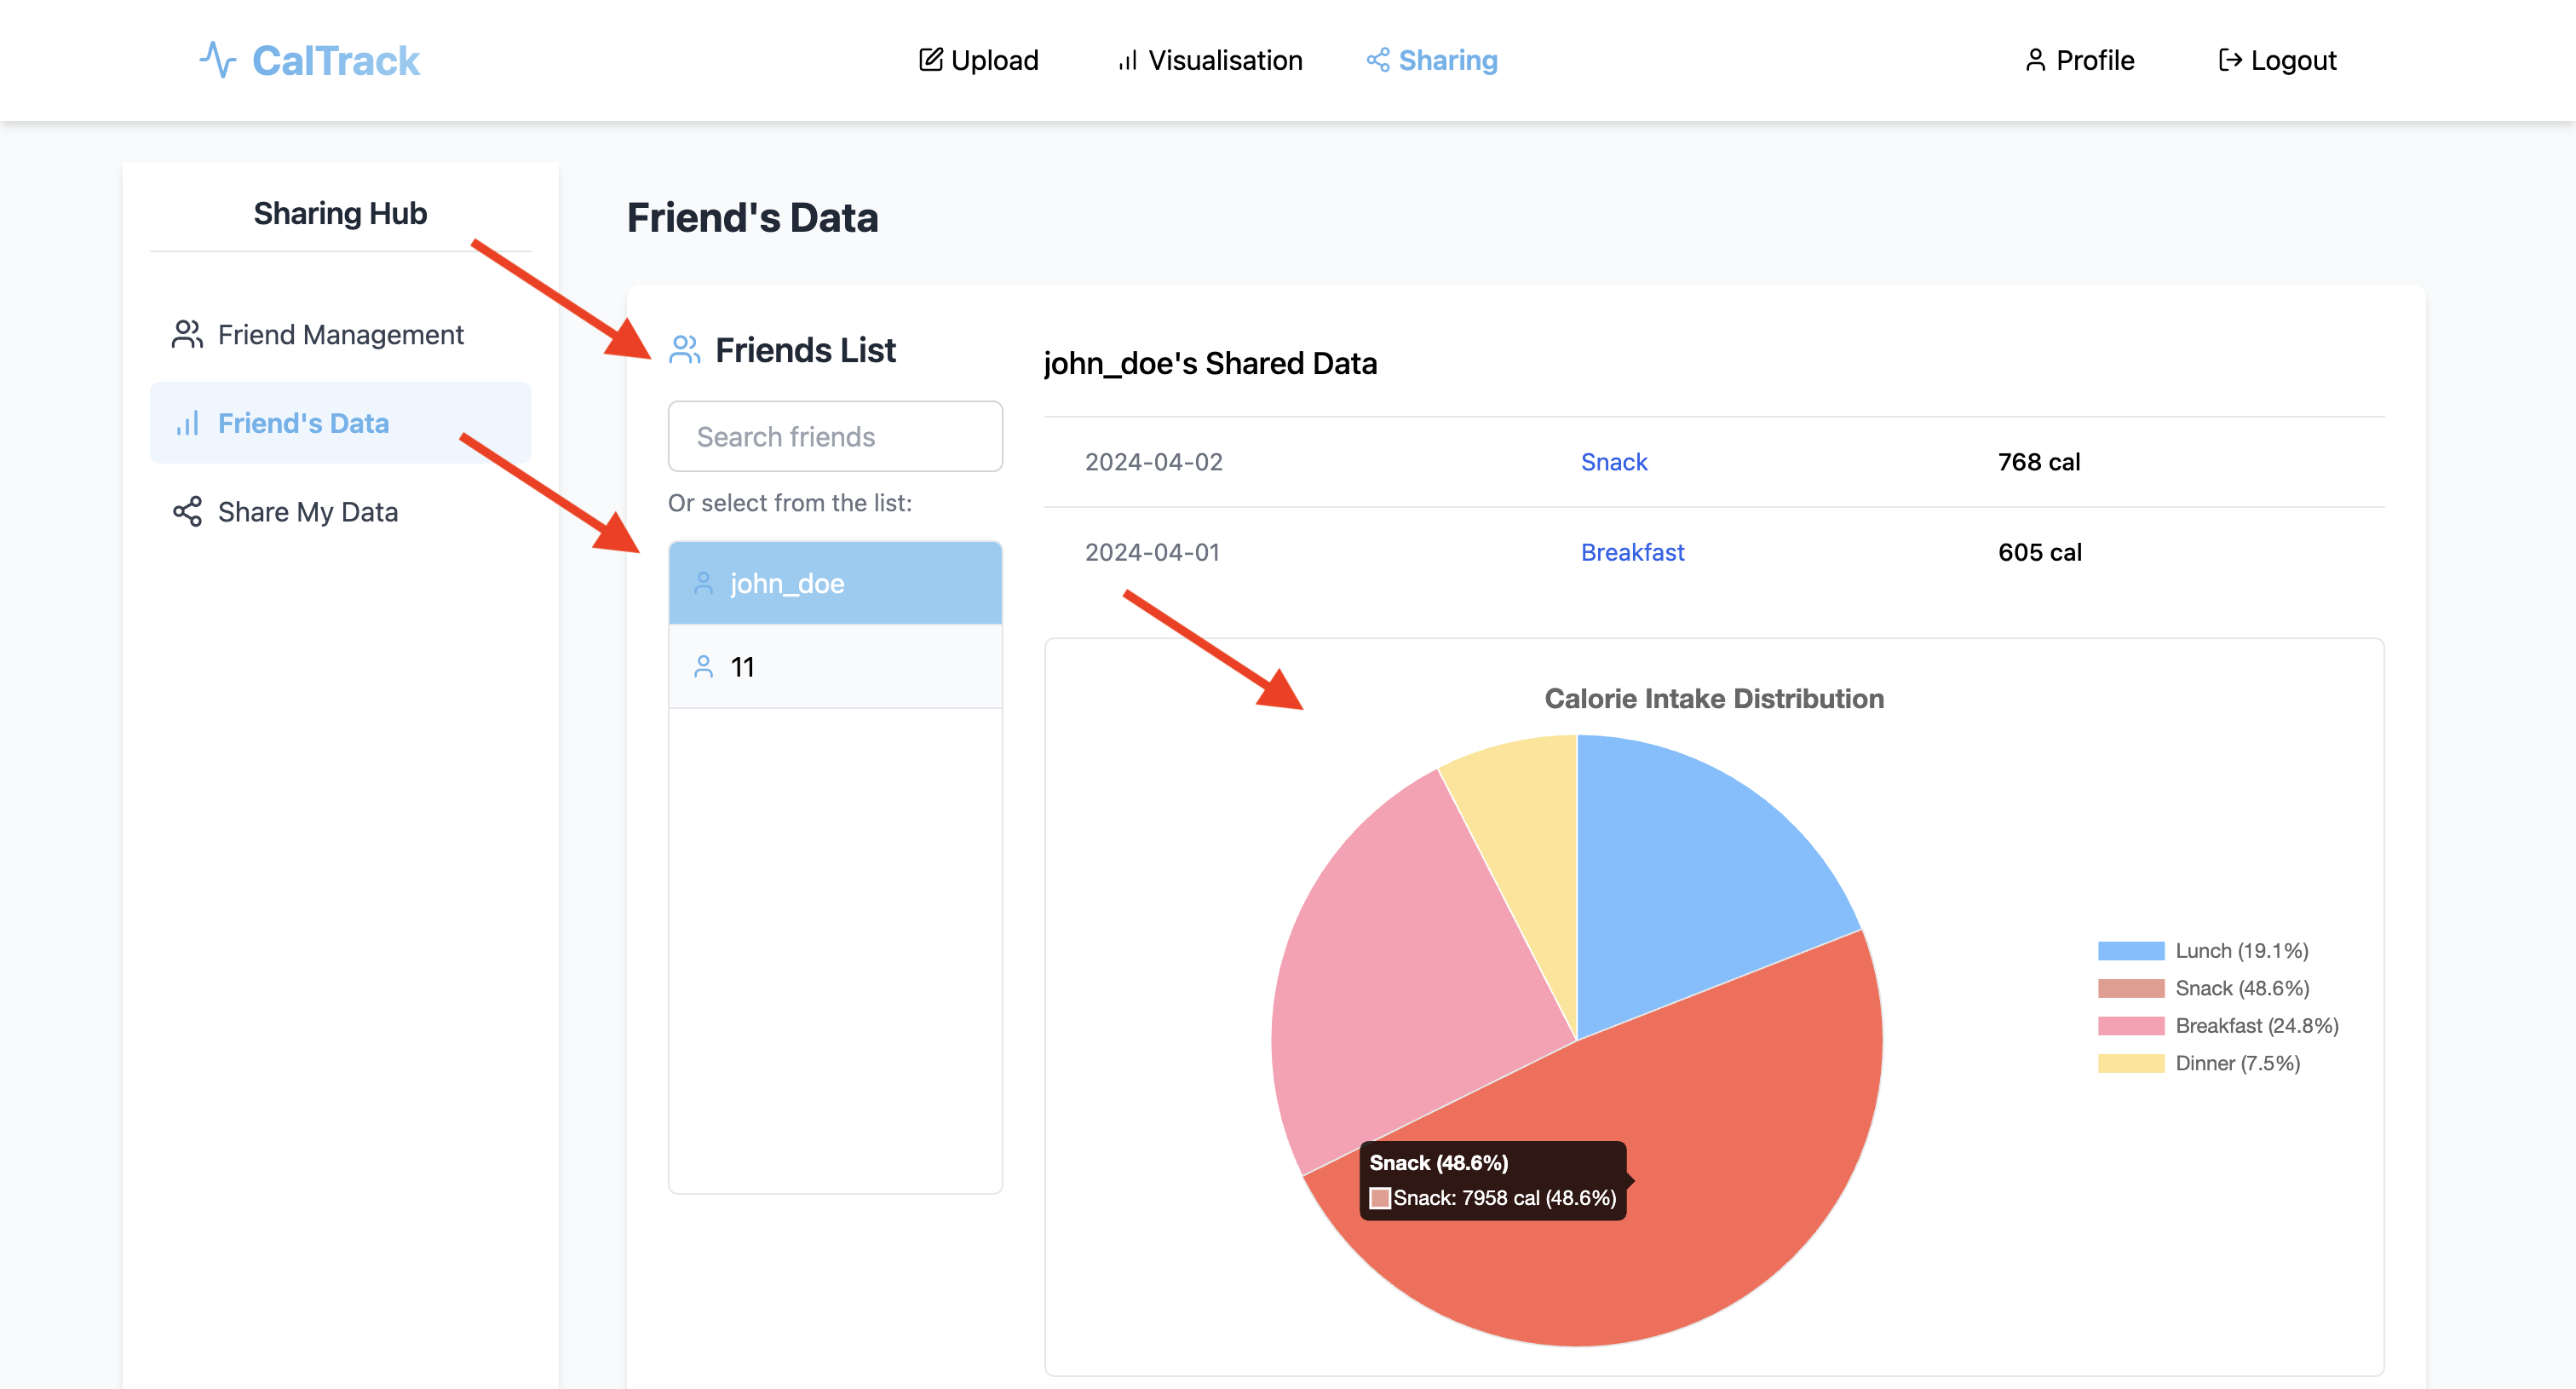 CalTrack
Upload
Visualisation
Sharing
Profile
Logout
Sharing Hub
Friend Management
Friend's Data
Share My Data
Friend's Data
Friends List
Search friends
Or select from the list:
john_doe
11
john_doe's Shared Data
2024-04-02 Snack 768 cal
2024-04-01 Breakfast 605 cal
Calorie Intake Distribution
Lunch (19.1%)
Snack (48.6%)
Breakfast (24.8%)
Dinner (7.5%)
Snack (48.6%)
Snack: 7958 cal (48.6%)